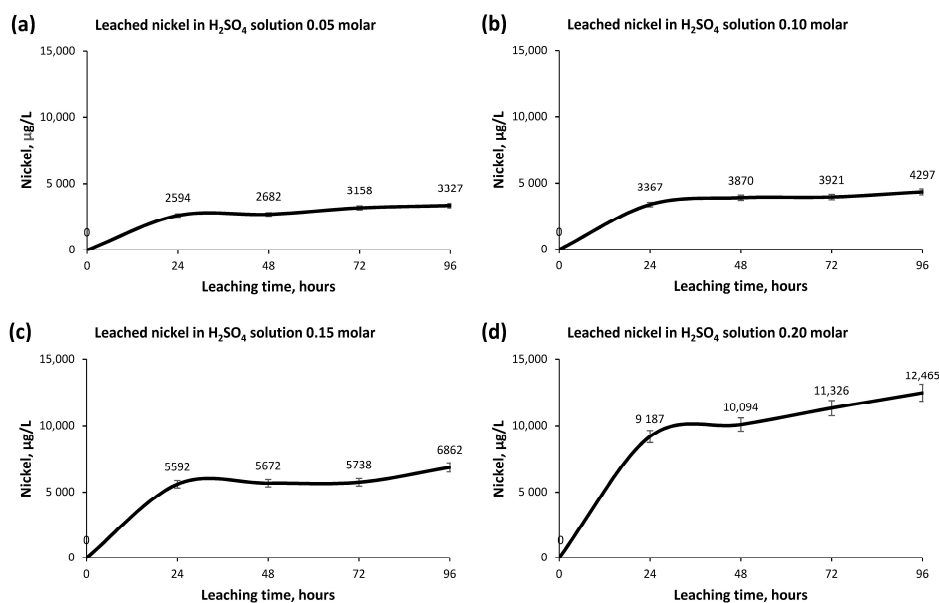 (a)
Leached nickel in H₂SO₄ solution 0.05 molar
15,000
10,000
5 000
0
Nickel, µg/L
0
2594
2682
3158
3327
0 24 48 72 96
Leaching time, hours
(b)
Leached nickel in H₂SO₄ solution 0.10 molar
15,000
10,000
5 000
0
Nickel, µg/L
0
3367
3870
3921
4297
0 24 48 72 96
Leaching time, hours
(c)
Leached nickel in H₂SO₄ solution 0.15 molar
15,000
10,000
5 000
0
Nickel, µg/L
0
5592
5672
5738
6862
0 24 48 72 96
Leaching time, hours
(d)
Leached nickel in H₂SO₄ solution 0.20 molar
15,000
10,000
5 000
0
Nickel, µg/L
0
9 187
10,094
11,326
12,465
0 24 48 72 96
Leaching time, hours